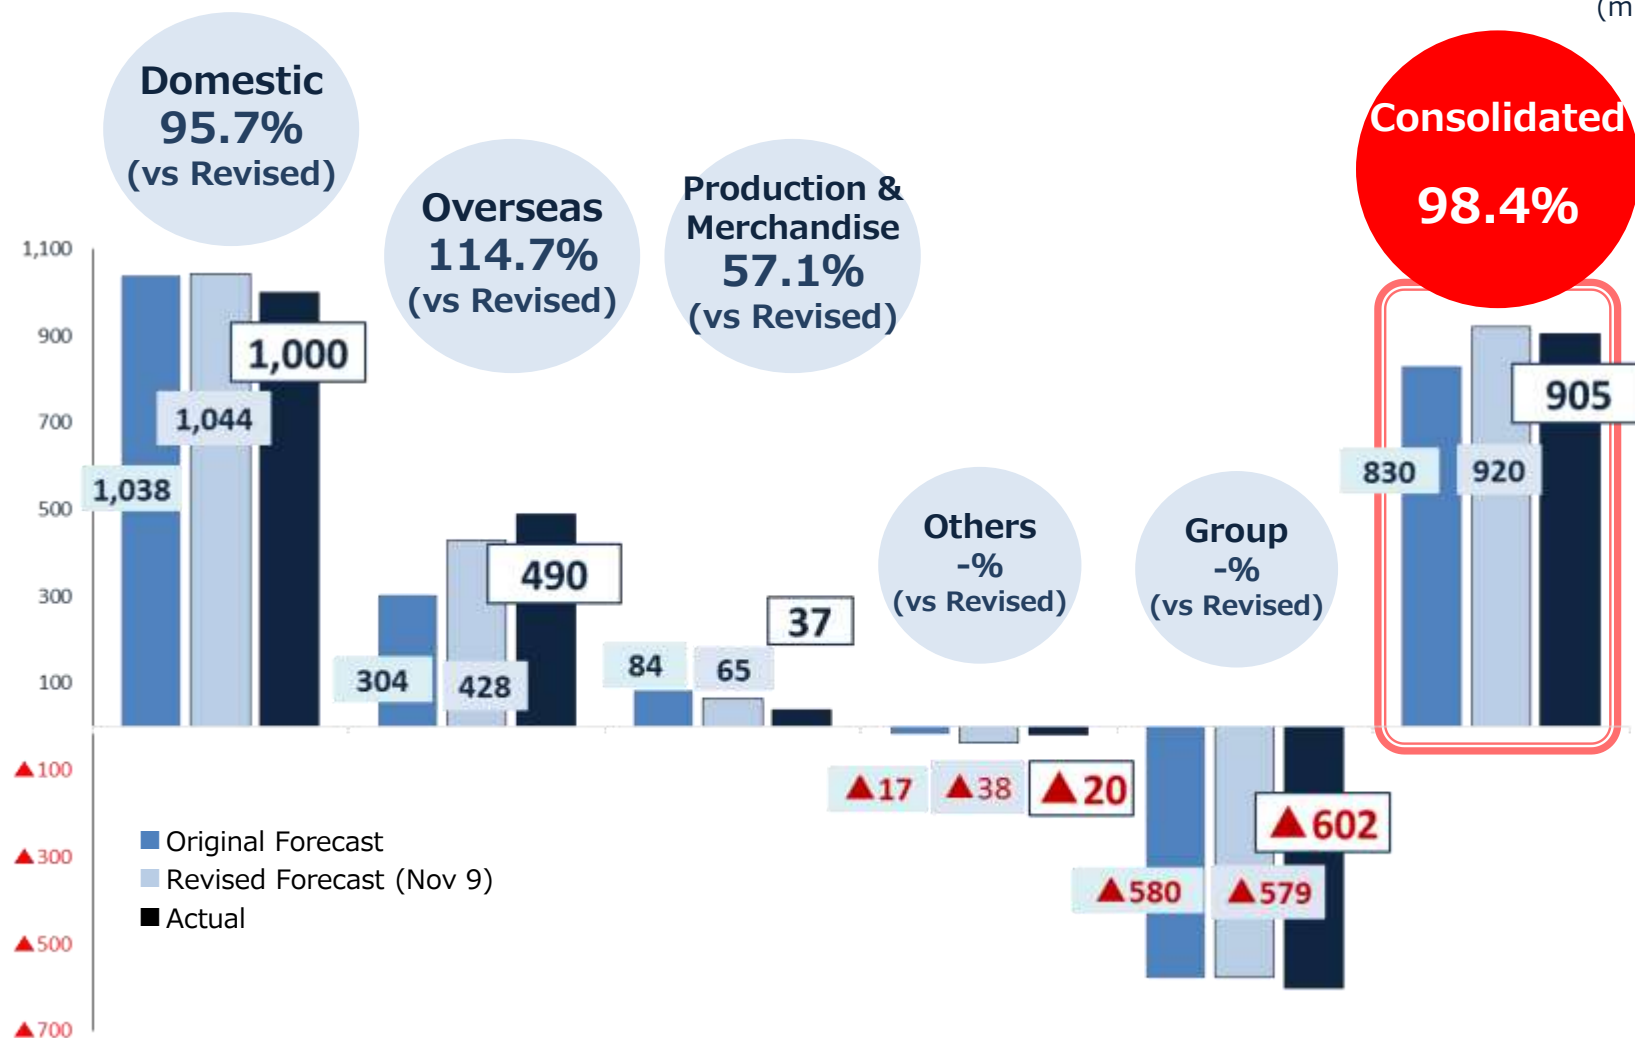 (m
Domestic
95.7%
(vs Revised)
Overseas
114.7%
(vs Revised)
Production &
Merchandise
57.1%
(vs Revised)
Consolidated
98.4%
1,100
900
700
500
300
100
▲100
▲300
▲500
▲700
1,038
1,044
1,000
304
428
490
84
65
37
Others
-%
(vs Revised)
Group
-%
(vs Revised)
▲17
▲38
▲20
▲580
▲579
▲602
830
920
905
Original Forecast
Revised Forecast (Nov 9)
Actual